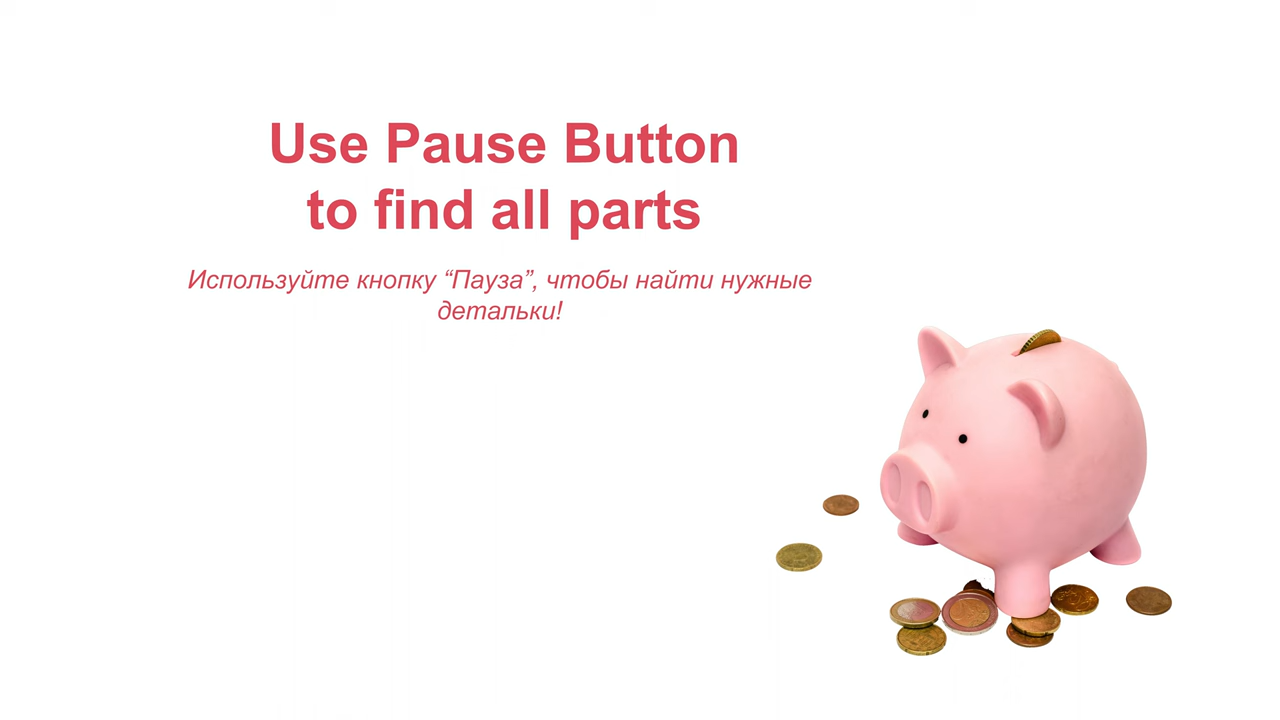 Use Pause Button
to find all parts
Используйте кнопку “Пауза”, чтобы найти нужные
детальки!